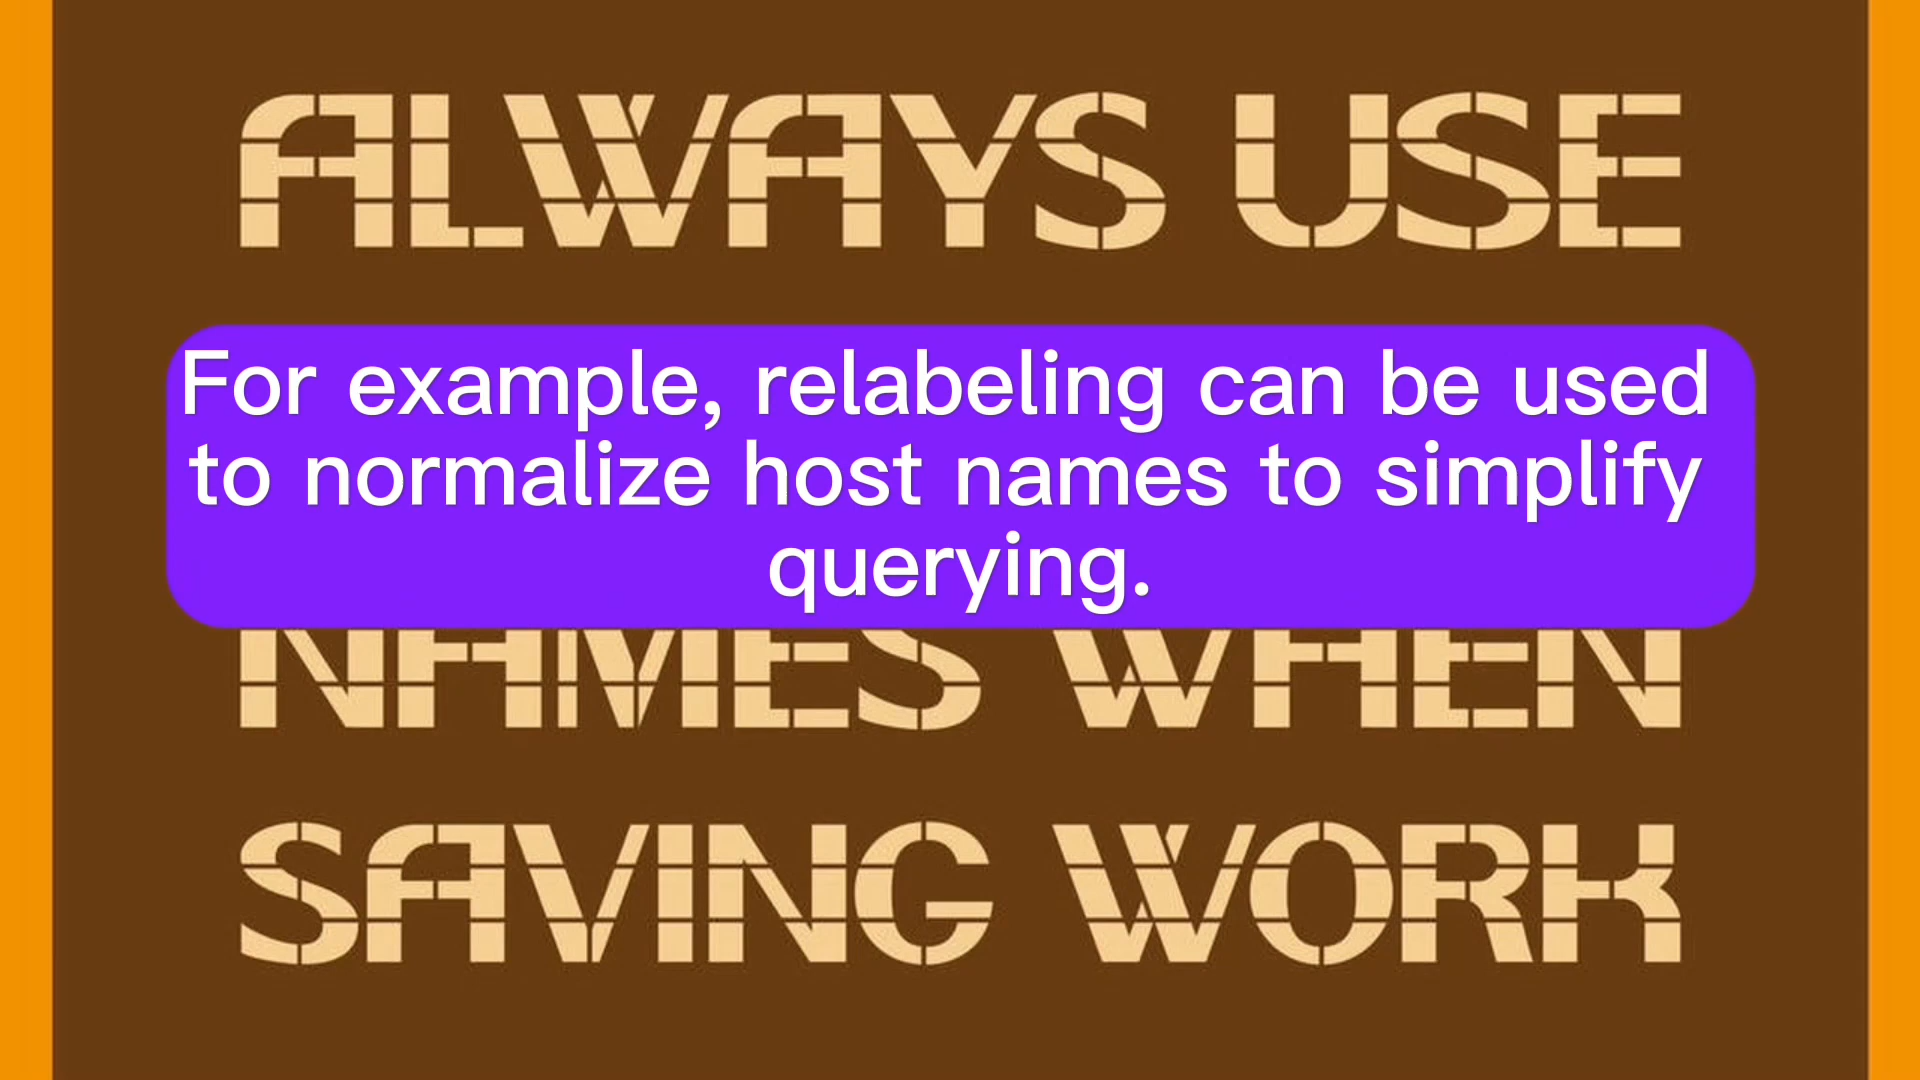 ALWAYS USE
For example, relabeling can be used
to normalize host names to simplify
querying.
NAMES WHEN
SAVING WORK